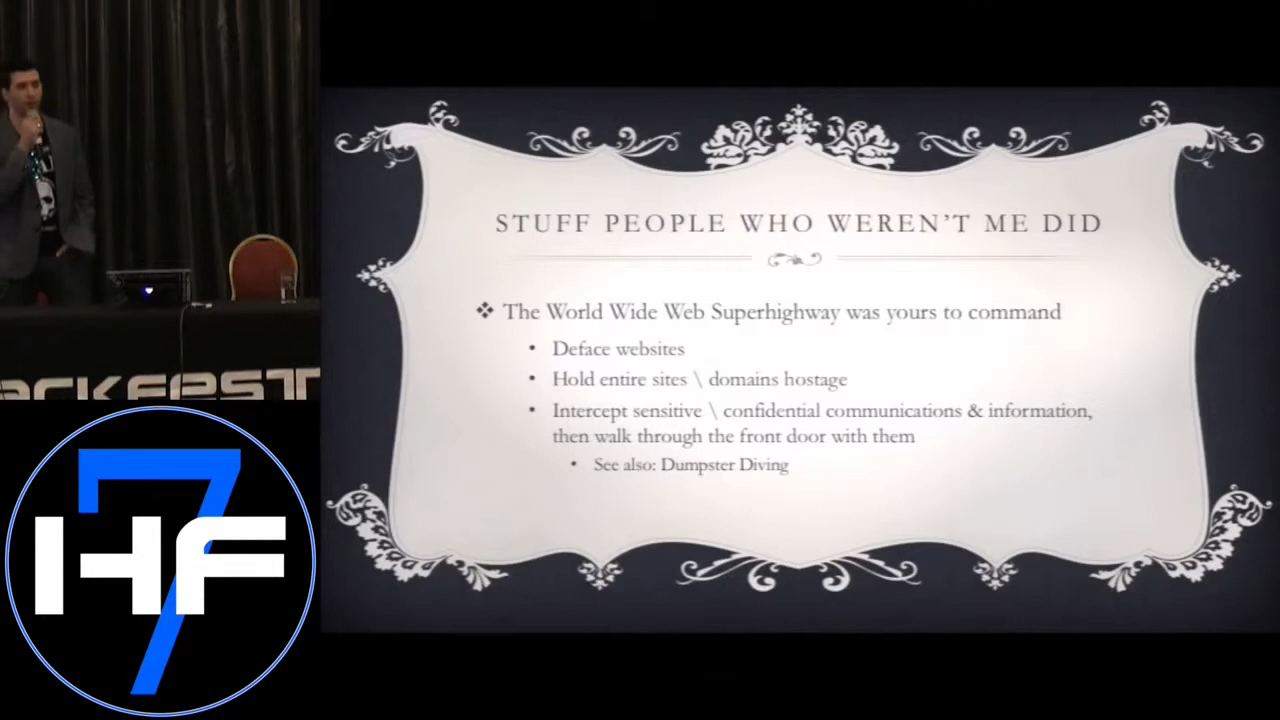 STUFF PEOPLE WHO WEREN'T ME DID
❖ The World Wide Web Superhighway was yours to command
• Deface websites
• Hold entire sites \ domains hostage
• Intercept sensitive \ confidential communications & information,
then walk through the front door with them
• See also: Dumpster Diving
ACKFEST
7
HF